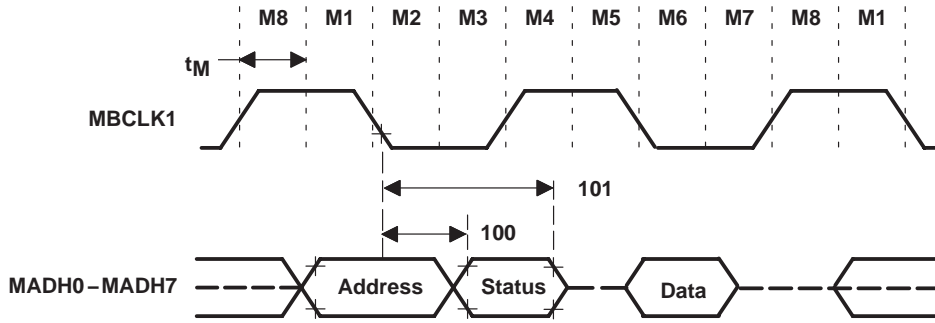 M8 M1 M2 M3 M4 M5 M6 M7 M8 M1
tM
MBCLK1
101
100
MADH0–MADH7 Address Status Data